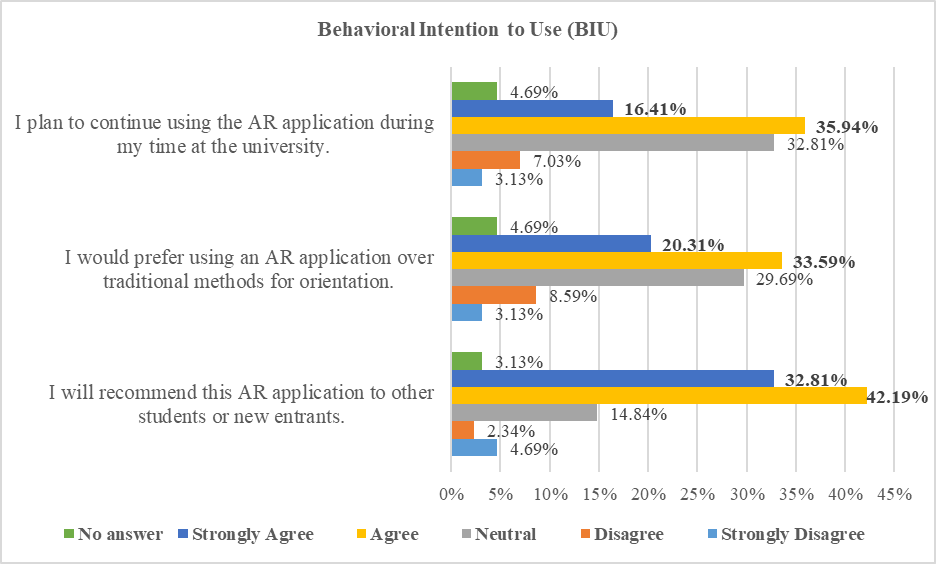 Behavioral Intention to Use (BIU)
I plan to continue using the AR application during
my time at the university.
4.69%
16.41%
35.94%
32.81%
7.03%
3.13%
I would prefer using an AR application over
traditional methods for orientation.
4.69%
20.31%
33.59%
29.69%
8.59%
3.13%
I will recommend this AR application to other
students or new entrants.
3.13%
32.81%
42.19%
14.84%
2.34%
4.69%
0% 5% 10% 15% 20% 25% 30% 35% 40% 45%
No answer Strongly Agree Agree Neutral Disagree Strongly Disagree